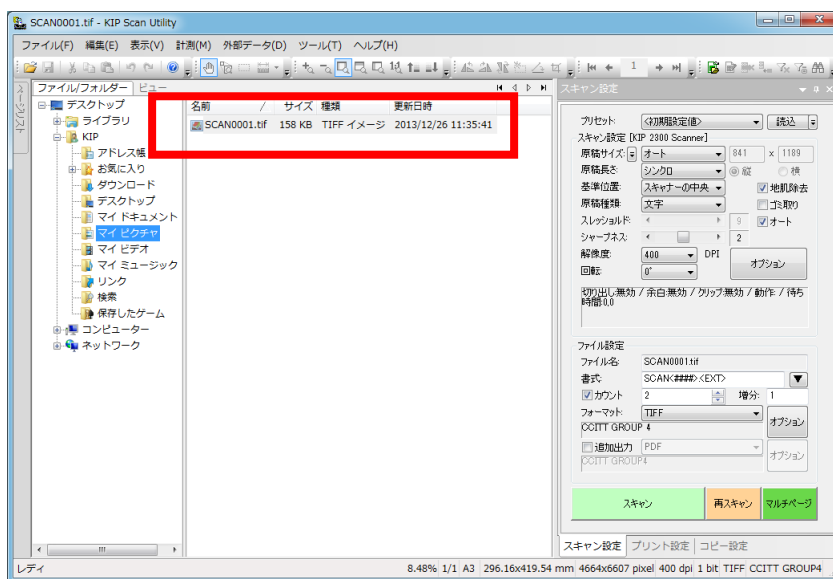 SCAN0001.tif - KIP Scan Utility
ファイル(F) 編集(E) 表示(V) 計測(M) 外部データ(D) ツール(T) ヘルプ(H)
1
ページリスト
ファイル/フォルダー ビュー
スキャン設定
デスクトップ
ライブラリ
KIP
アドレス帳
お気に入り
ダウンロード
デスクトップ
マイ ドキュメント
マイ ピクチャ
マイ ビデオ
マイ ミュージック
リンク
検索
保存したゲーム
コンピューター
ネットワーク
名前 / サイズ 種類 更新日時
SCAN0001.tif 158 KB TIFF イメージ 2013/12/26 11:35:41
プリセット: <初期設定値> 読込
スキャン設定 [KIP 2300 Scanner]
原稿サイズ: オート 841 x 1189
原稿長さ: シンクロ 縦 横
基準位置: スキャナーの中央 地肌除去
原稿種類: 文字 ゴミ取り
スレッショルド: 9 オート
シャープネス: 2
解像度: 400 DPI
オプション
回転: 0°
切り出し:無効 / 余白:無効 / クリップ:無効 / 動作: / 待ち
時間:0.0
ファイル設定
ファイル名: SCAN0001.tif
書式: SCAN<####>.<EXT>
カウント 2 増分: 1
フォーマット: TIFF
オプション
CCITT GROUP 4
追加出力 PDF
オプション
CCITT GROUP4
スキャン 再スキャン マルチページ
スキャン設定 プリント設定 コピー設定
レディ 8.48% 1/1 A3 296.16x419.54 mm 4664x6607 pixel 400 dpi 1 bit TIFF CCITT GROUP4